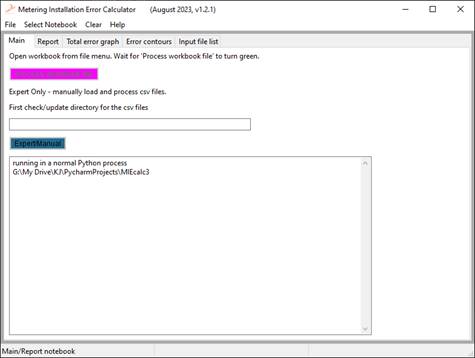 Metering Installation Error Calculator (August 2023, v1.2.1)
File Select Notebook Clear Help
Main Report Total error graph Error contours Input file list
Open workbook from file menu. Wait for 'Process workbook file' to turn green.
Expert Only - manually load and process csv files.
First check/update directory for the csv files
Expert\Manual
running in a normal Python process
G:\My Drive\KJ\PycharmProjects\MIEcalc3
Main/Report notebook